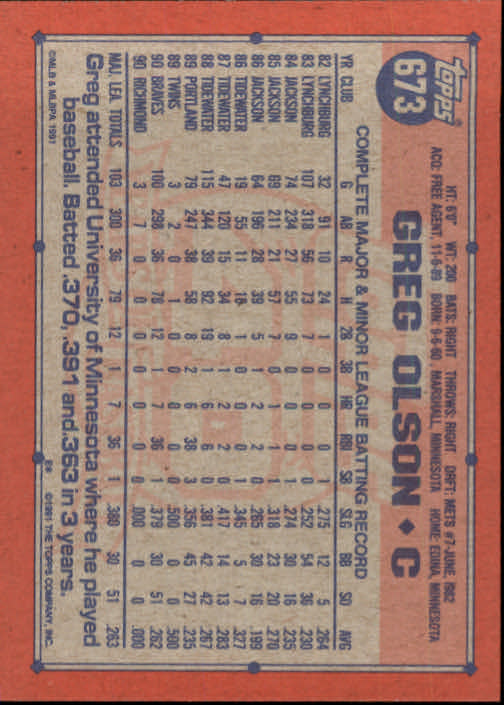 topps
673
HT: 6'0" WT: 200 BATS: RIGHT THROWS: RIGHT DRFT: METS #7-JUNE, 1982
ACQ: FREE AGENT, 11-6-89 BORN: 9-6-60, MARSHALL, MINNESOTA HOME: EDINA, MINNESOTA
GREG OLSON ♦ C
COMPLETE MAJOR & MINOR LEAGUE BATTING RECORD
YR CLUB G AB R H 2B 3B HR RBI SB SLG BB SO AVG
82 LYNCHBURG 32 91 10 24 1 0 0 1 .275 12 5 .264
83 LYNCHBURG 107 318 56 73 7 0 0 1 .252 54 36 .230
84 JACKSON 74 234 27 55 9 0 0 1 .274 30 16 .235
85 JACKSON 69 211 21 57 7 0 1 1 .318 23 20 .270
86 JACKSON 64 196 28 39 5 1 2 0 .265 30 16 .199
86 TIDEWATER 19 55 11 18 1 0 0 1 .345 5 7 .327
87 TIDEWATER 47 120 15 34 8 1 2 0 .417 14 13 .283
88 TIDEWATER 115 344 39 92 19 1 6 0 .381 42 42 .267
89 PORTLAND 79 247 38 58 8 2 6 38 3 .356 45 27 .235
89 TWINS 3 2 0 1 0 0 0 0 0 .500 0 0 .500
90 BRAVES 100 298 36 78 12 1 7 36 1 .379 30 51 .262
90 RICHMOND 3 7 0 0 0 0 0 0 0 .000 0 0 .000
MAJ. LEA. TOTALS 103 300 36 79 12 1 7 36 1 .380 30 51 .263
Greg attended University of Minnesota where he played
baseball. Batted .370, .391 and .363 in 3 years.
©MLB & MLBPA 1991
©1991 THE TOPPS COMPANY, INC.